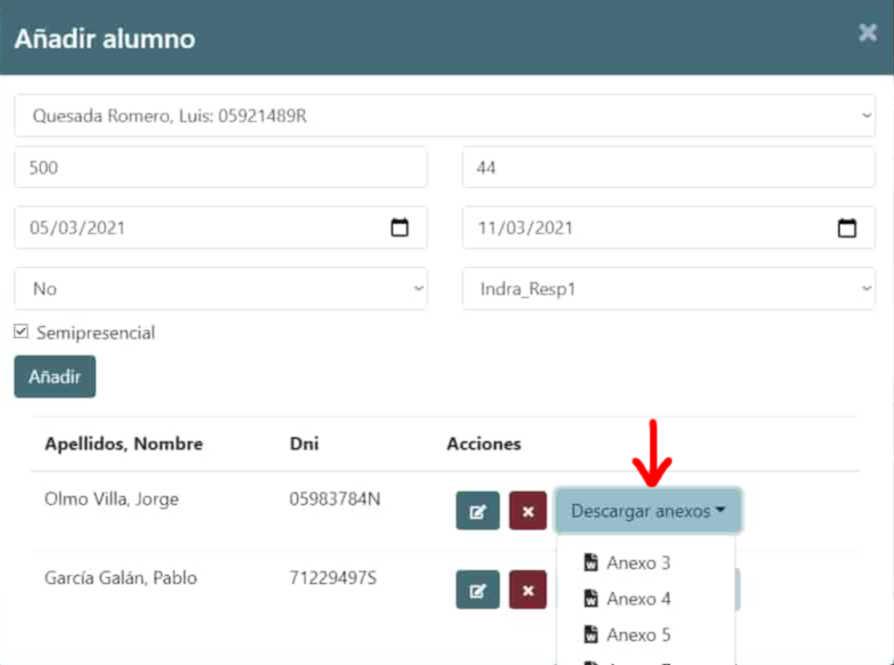 Añadir alumno
Quesada Romero, Luis: 05921489R
500
44
05/03/2021
11/03/2021
No
Indra_Resp1
Semipresencial
Añadir
Apellidos, Nombre Dni Acciones
Olmo Villa, Jorge 05983784N Descargar anexos
Anexo 3
García Galán, Pablo 71229497S
Anexo 4
Anexo 5